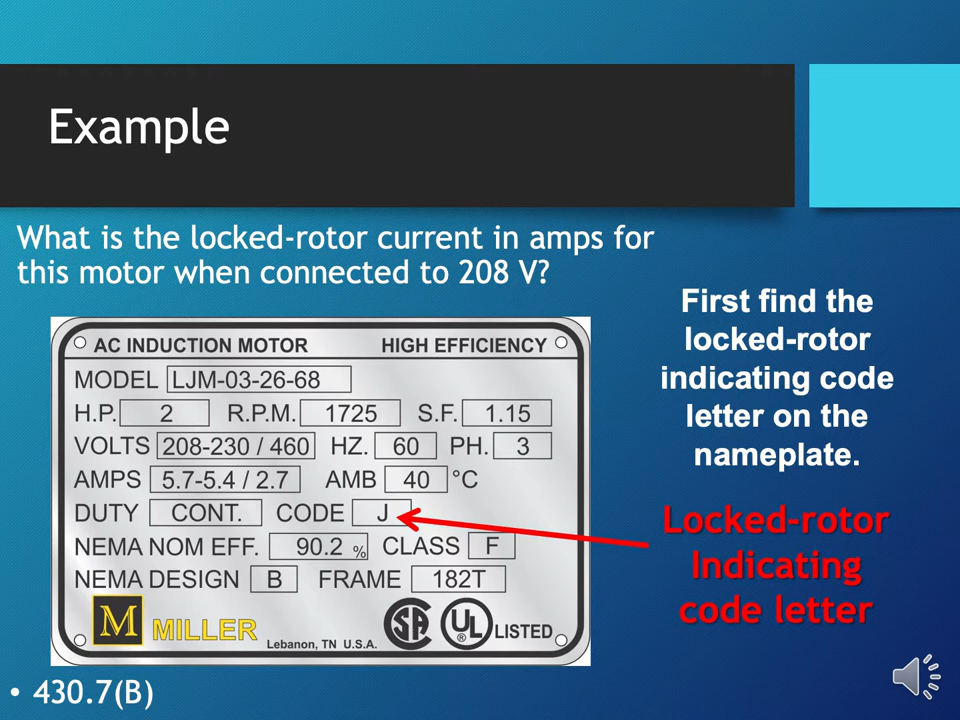 Example
What is the locked-rotor current in amps for
this motor when connected to 208 V?
First find the
locked-rotor
indicating code
letter on the
nameplate.
AC INDUCTION MOTOR HIGH EFFICIENCY
MODEL LJM-03-26-68
H.P. 2 R.P.M. 1725 S.F. 1.15
VOLTS 208-230 / 460 HZ. 60 PH. 3
AMPS 5.7-5.4 / 2.7 AMB 40 °C
DUTY CONT. CODE J
NEMA NOM EFF. 90.2 % CLASS F
NEMA DESIGN B FRAME 182T
M MILLER
Lebanon, TN U.S.A.
SA UL LISTED
Locked-rotor
Indicating
code letter
• 430.7(B)